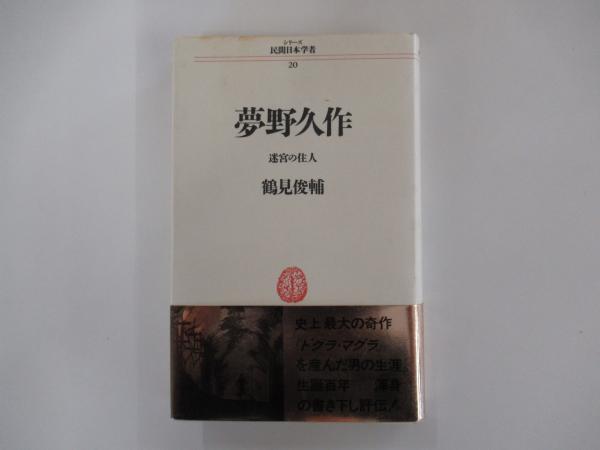 シリーズ
民間日本学者
20
夢野久作
迷宮の住人
鶴見俊輔
史上最大の奇作
『ドグラ・マグラ』
を産んだ男の生涯。
生誕百年 渾身
の書き下し評伝!